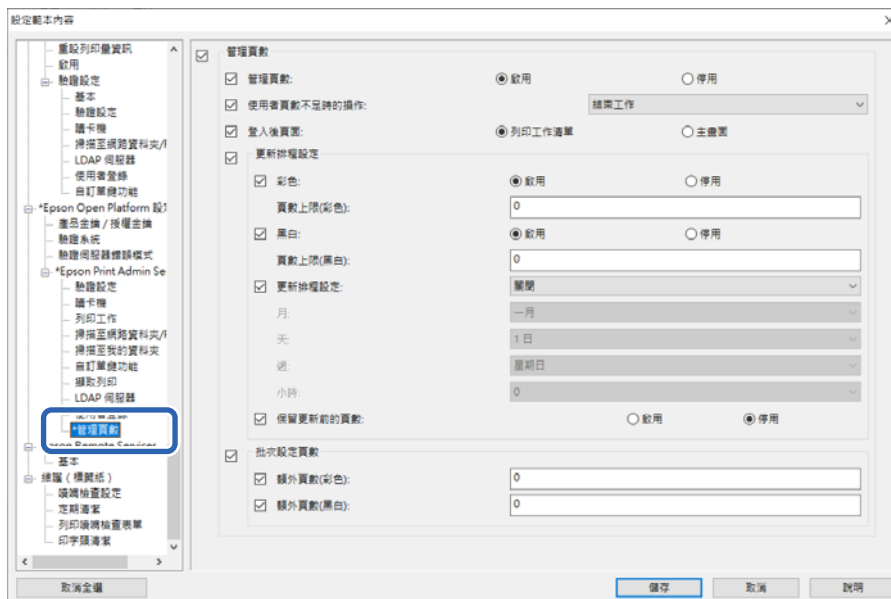 設定範本內容
重設列印量資訊
啟用
驗證設定
基本
驗證設定
讀卡機
掃描至網路資料夾/F
LDAP 伺服器
使用者登錄
自訂單鍵功能
*Epson Open Platform 設定
產品金鑰 / 授權金鑰
驗證系統
驗證伺服器錯誤模式
*Epson Print Admin Se
驗證設定
讀卡機
列印工作
掃描至網路資料夾/F
掃描至我的資料夾
自訂單鍵功能
擷取列印
LDAP 伺服器
使用者登錄
*管理頁數
Epson Remote Services
基本
維護 ( 標籤紙 )
噴嘴檢查設定
定期清潔
列印噴嘴檢查表單
印字頭清潔
取消全選
管理頁數
管理頁數: 啟用 停用
使用者頁數不足時的操作: 結束工作
登入後頁面: 列印工作清單 主畫面
更新排程設定
彩色: 啟用 停用
頁數上限(彩色): 0
黑白: 啟用 停用
頁數上限(黑白): 0
更新排程設定: 關閉
月: 一月
天: 1 日
週: 星期日
小時: 0
保留更新前的頁數: 啟用 停用
批次設定頁數
額外頁數(彩色): 0
額外頁數(黑白): 0
儲存 取消 說明